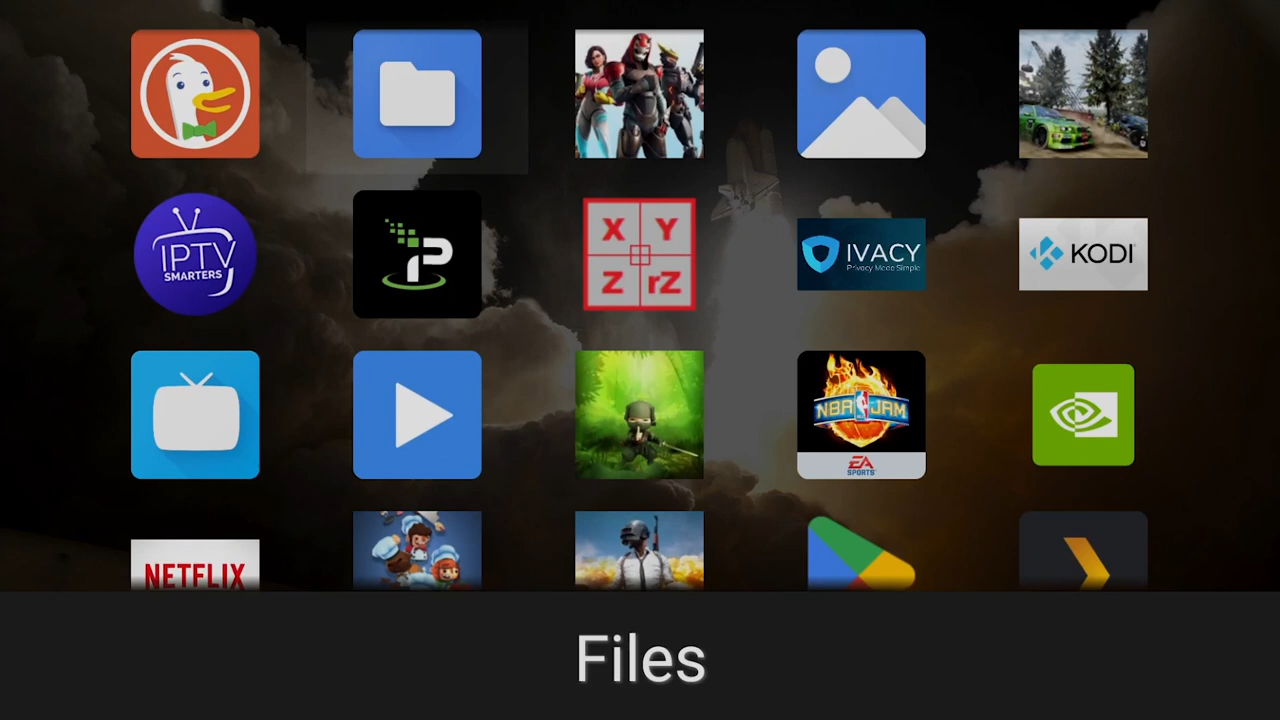 IPTV
SMARTERS
X Y
Z rZ
IVACY
Privacy Made Simple
KODI
NBA JAM
EA
SPORTS
NETFLIX
Files